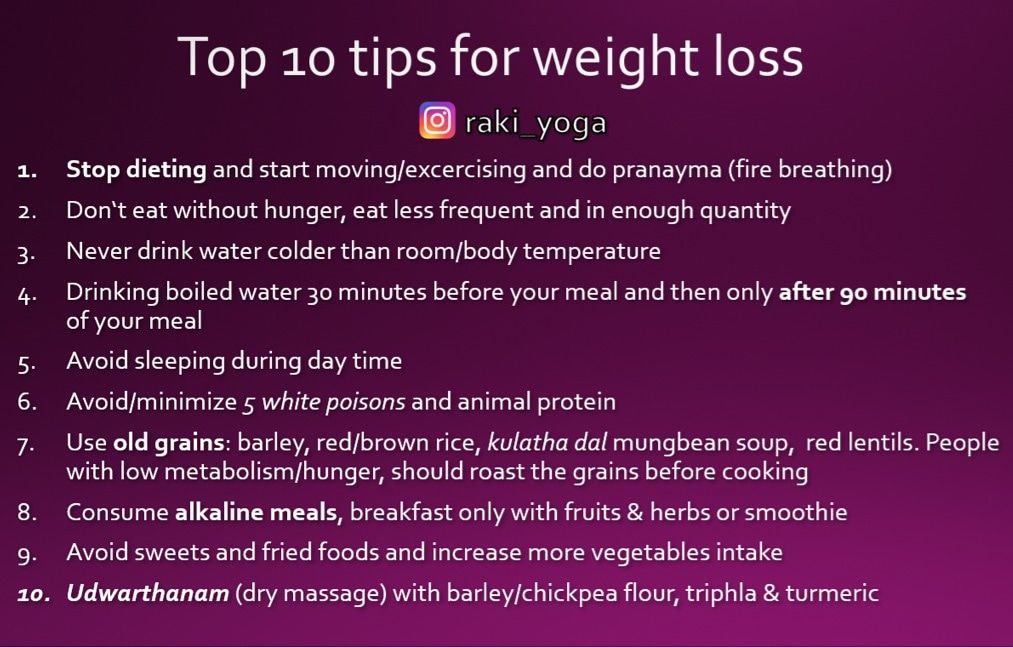 Top 10 tips for weight loss
raki_yoga
1. Stop dieting and start moving/excercising and do pranayma (fire breathing)
2. Don‛t eat without hunger, eat less frequent and in enough quantity
3. Never drink water colder than room/body temperature
4. Drinking boiled water 30 minutes before your meal and then only after 90 minutes
of your meal
5. Avoid sleeping during day time
6. Avoid/minimize 5 white poisons and animal protein
7. Use old grains: barley, red/brown rice, kulatha dal mungbean soup, red lentils. People
with low metabolism/hunger, should roast the grains before cooking
8. Consume alkaline meals, breakfast only with fruits & herbs or smoothie
9. Avoid sweets and fried foods and increase more vegetables intake
10. Udwarthanam (dry massage) with barley/chickpea flour, triphla & turmeric